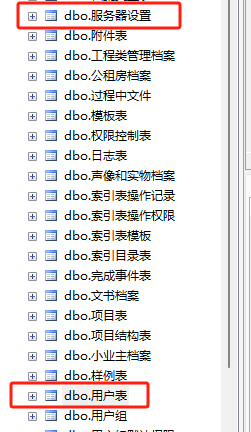 dbo.服务器设置
dbo.附件表
dbo.工程类管理档案
dbo.公租房档案
dbo.过程中文件
dbo.模板表
dbo.权限控制表
dbo.日志表
dbo.声像和实物档案
dbo.索引表操作记录
dbo.索引表操作权限
dbo.索引表模板
dbo.索引目录表
dbo.完成事件表
dbo.文书档案
dbo.项目表
dbo.项目结构表
dbo.小业主档案
dbo.样例表
dbo.用户表
dbo.用户组